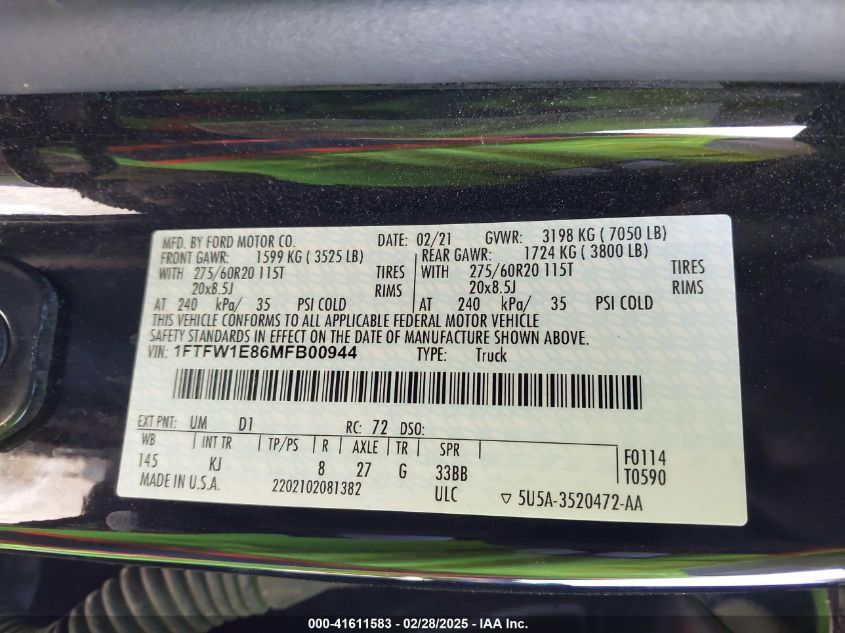 MFD. BY FORD MOTOR CO. DATE: 02/21 GVWR: 3198 KG ( 7050 LB)
FRONT GAWR: 1599 KG ( 3525 LB) REAR GAWR: 1724 KG ( 3800 LB)
WITH 275/60R20 115T TIRES WITH 275/60R20 115T TIRES
20x8.5J RIMS 20x8.5J RIMS
AT 240 kPa/ 35 PSI COLD AT 240 kPa/ 35 PSI COLD
THIS VEHICLE CONFORMS TO ALL APPLICABLE FEDERAL MOTOR VEHICLE
SAFETY STANDARDS IN EFFECT ON THE DATE OF MANUFACTURE SHOWN ABOVE.
VIN: 1FTFW1E86MFB00944 TYPE: Truck
EXT PNT: UM D1 RC: 72 DSO:
WB INT TR TP/PS R AXLE TR SPR F0114
145 KJ 8 27 G 33BB T0590
MADE IN U.S.A. 2202102081382 ULC ▽ 5U5A-3520472-AA
000-41611583 - 02/28/2025 - IAA Inc.